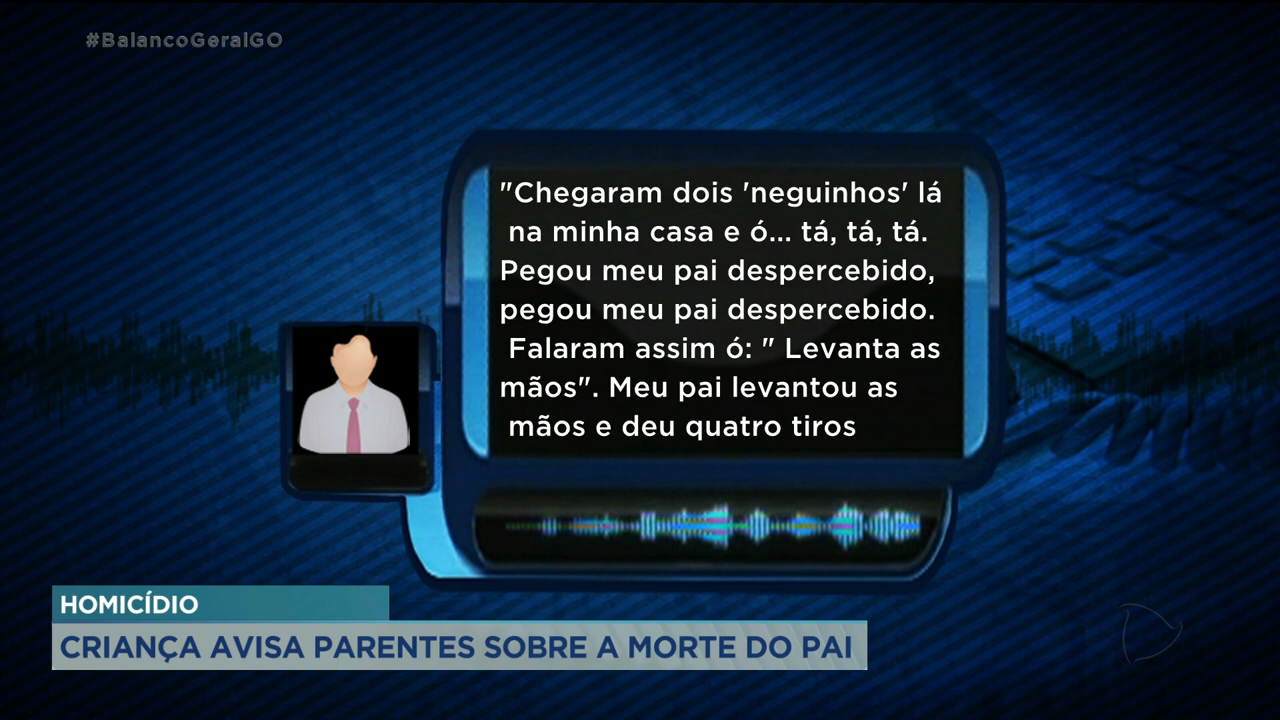 #BalancoGeralGO
"Chegaram dois 'neguinhos' lá
na minha casa e ó... tá, tá, tá.
Pegou meu pai despercebido,
pegou meu pai despercebido.
Falaram assim ó: " Levanta as
mãos". Meu pai levantou as
mãos e deu quatro tiros
HOMICÍDIO
CRIANÇA AVISA PARENTES SOBRE A MORTE DO PAI